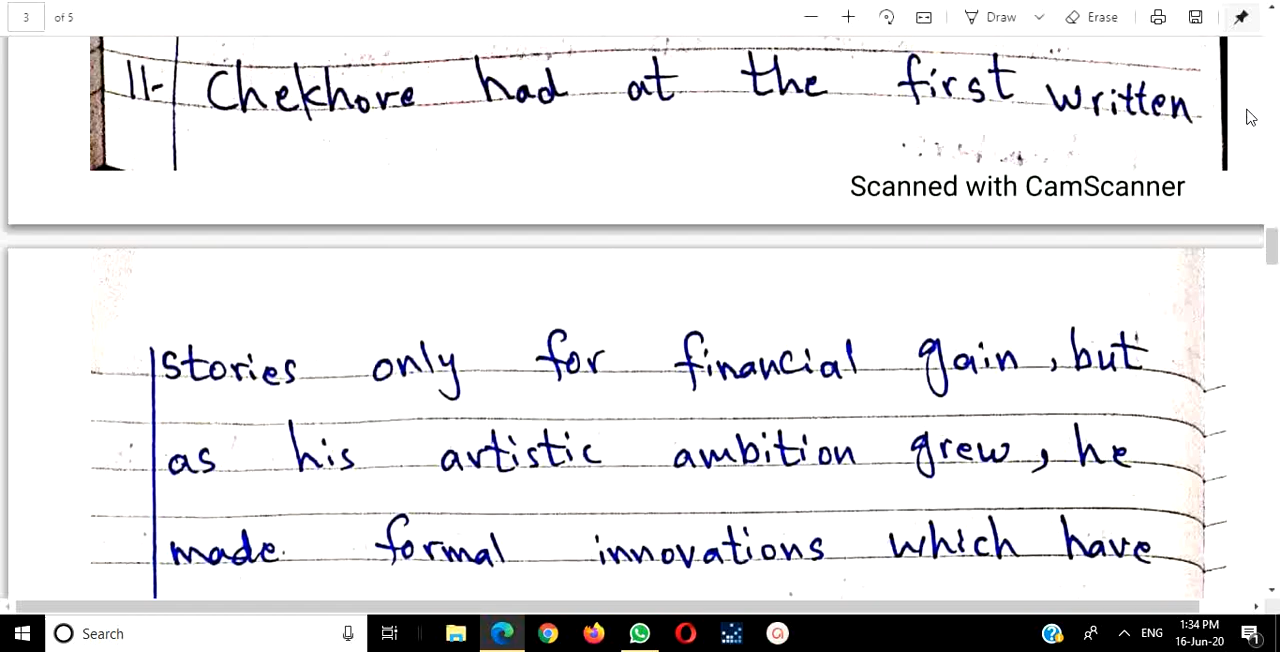 3 of 5 Draw Erase
11- Chekhove had at the first written
Scanned with CamScanner
stories only for financial gain, but
as his artistic ambition grew, he
made formal innovations which have
Search ENG 1:34 PM
16-Jun-20 1